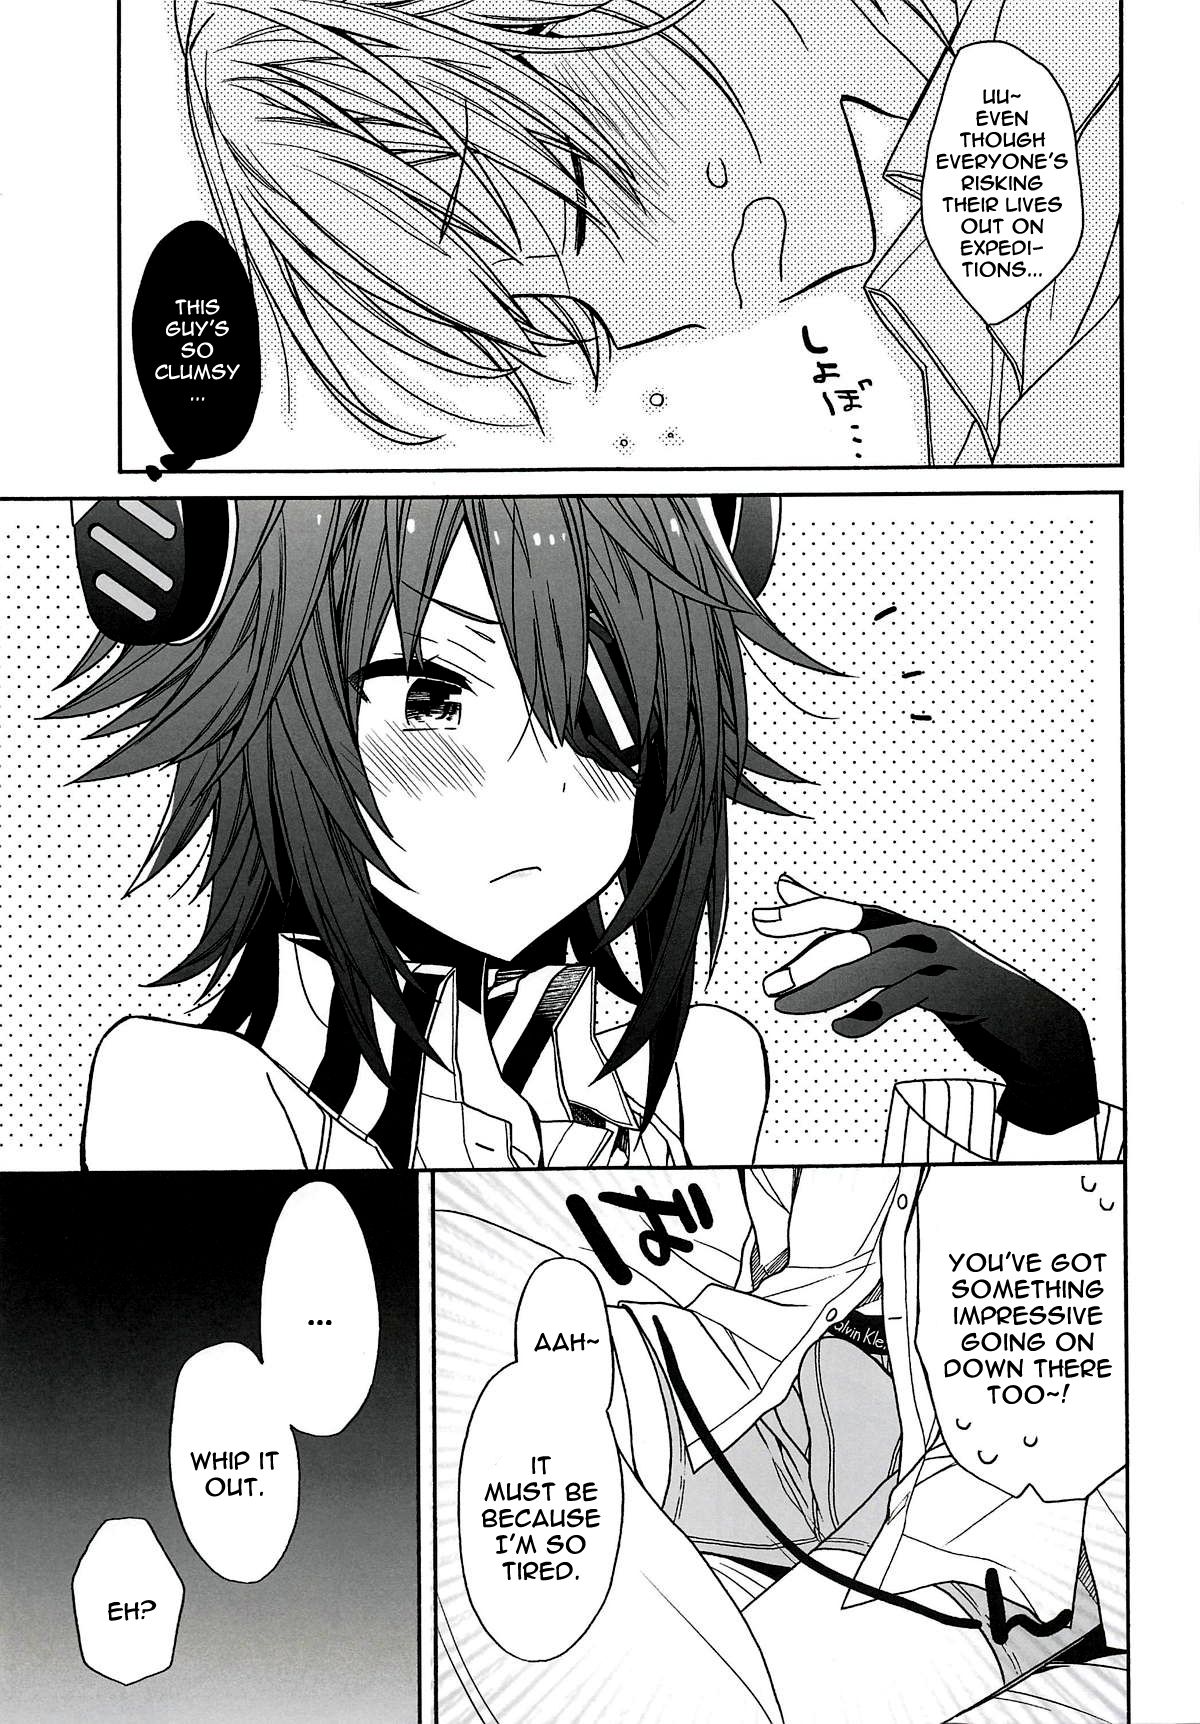 UU~
EVEN
THOUGH
EVERYONE'S
RISKING
THEIR LIVES
OUT ON
EXPEDI-
TIONS...
しょぼ…
THIS
GUY'S
SO
CLUMSY
...
YOU'VE GOT
SOMETHING
IMPRESSIVE
GOING ON
DOWN THERE
TOO~!
alvin Kle
AAH~
IT
MUST BE
BECAUSE
I'M SO
TIRED.
...
WHIP IT
OUT.
EH?